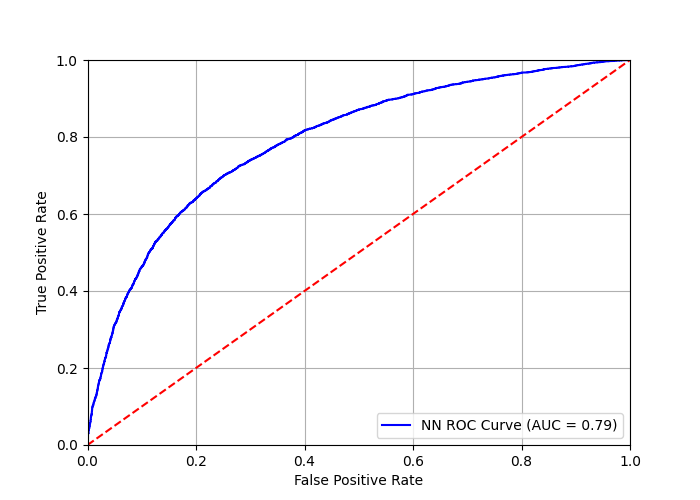 1.0
0.8
0.6
0.4
0.2
0.0
True Positive Rate
NN ROC Curve (AUC = 0.79)
0.0 0.2 0.4 0.6 0.8 1.0
False Positive Rate